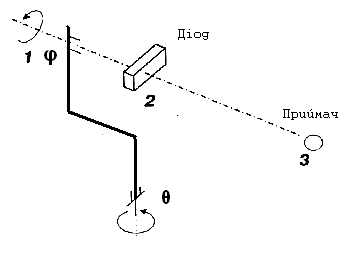 Діод
1 φ
2
Приймач
3
θ